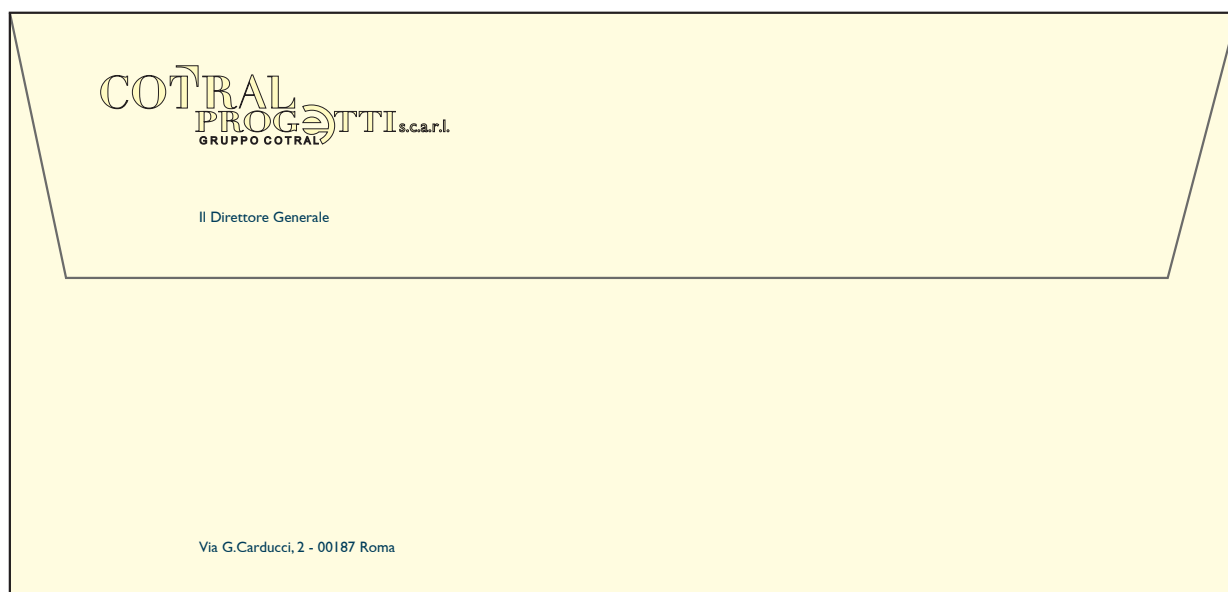 COTRAL
PROGETTI s.c.a.r.l.
GRUPPO COTRAL
Il Direttore Generale
Via G.Carducci, 2 - 00187 Roma